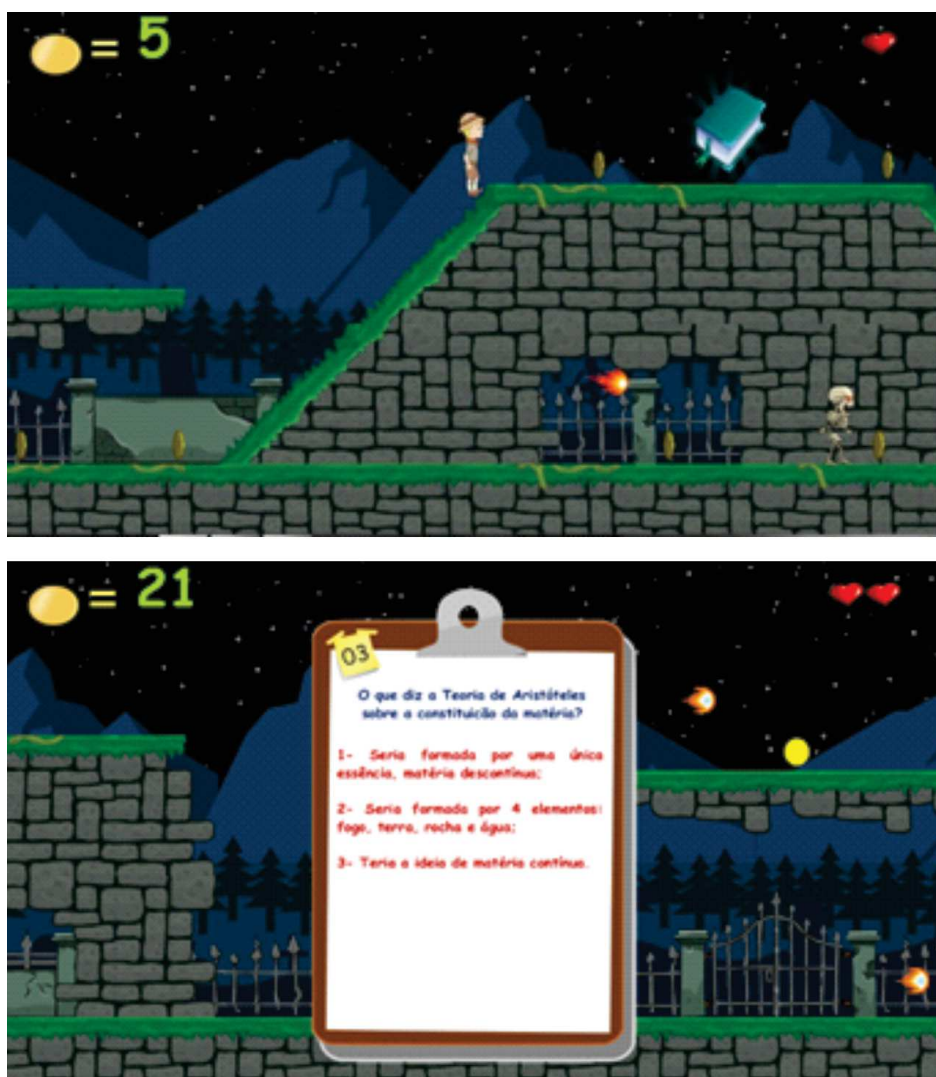 = 5
= 21
03
O que diz a Teoria de Aristóteles
sobre a constituição da matéria?
1- Seria formada por uma única
essência, matéria descontínua;
2- Seria formada por 4 elementos:
fogo, terra, rocha e água;
3- Teria a ideia de matéria contínua.